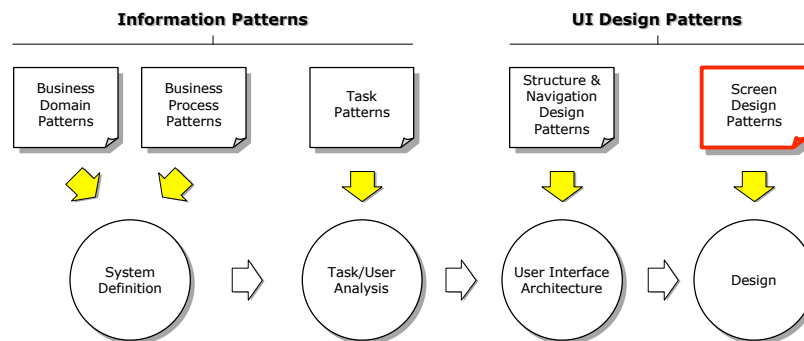 Information Patterns
UI Design Patterns
Business
Domain
Patterns
Business
Process
Patterns
Task
Patterns
Structure &
Navigation
Design
Patterns
Screen
Design
Patterns
System
Definition
Task/User
Analysis
User Interface
Architecture
Design